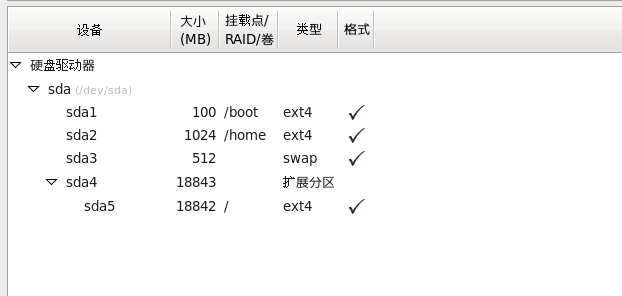 设备 大小 (MB) 挂载点/ RAID/卷 类型 格式
硬盘驱动器
sda (/dev/sda)
sda1 100 /boot ext4
sda2 1024 /home ext4
sda3 512 swap
sda4 18843 扩展分区
sda5 18842 / ext4